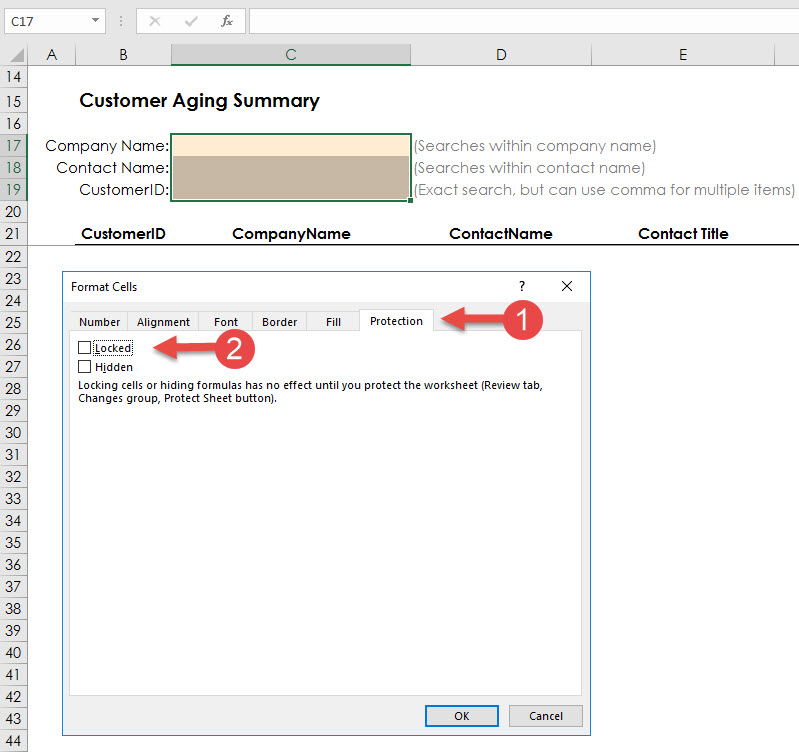 C17 fx
A B C D E
14
15 Customer Aging Summary
16
17 Company Name: (Searches within company name)
18 Contact Name: (Searches within contact name)
19 CustomerID: (Exact search, but can use comma for multiple items)
20
21 CustomerID CompanyName ContactName Contact Title
22
23 Format Cells ?
24
25 Number Alignment Font Border Fill Protection 1
26 Locked 2
27 Hidden
28 Locking cells or hiding formulas has no effect until you protect the worksheet (Review tab,
29 Changes group, Protect Sheet button).
30
31
32
33
34
35
36
37
38
39
40
41
42
43 OK Cancel
44